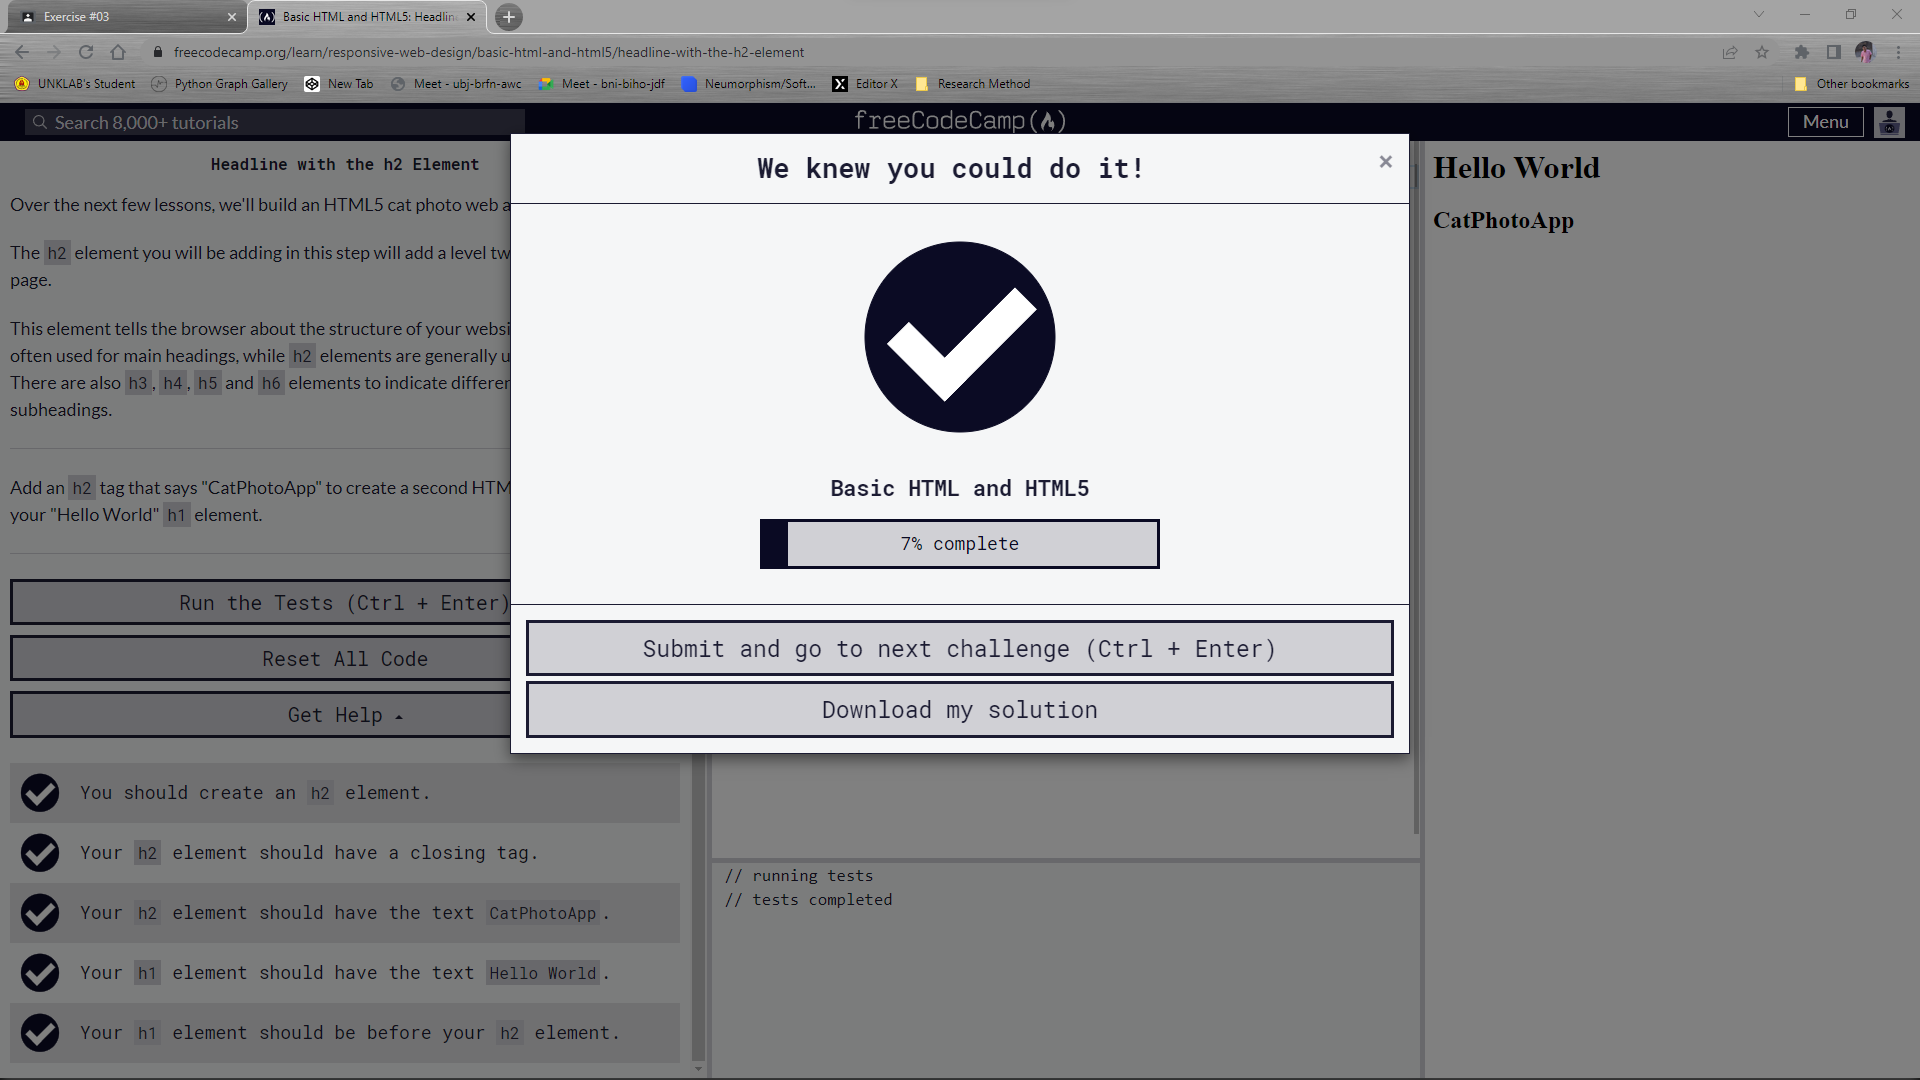 Exercise #03
Basic HTML and HTML5: Headlin
freecodecamp.org/learn/responsive-web-design/basic-html-and-html5/headline-with-the-h2-element
UNKLAB's Student
Python Graph Gallery
New Tab
Meet - ubj-brfn-awc
Meet - bni-biho-jdf
Neumorphism/Soft...
Editor X
Research Method
Other bookmarks
Search 8,000+ tutorials
freeCodeCamp
Menu
Headline with the h2 Element
Over the next few lessons, we'll build an HTML5 cat photo web a
The h2 element you will be adding in this step will add a level tw
page.
This element tells the browser about the structure of your websi
often used for main headings, while h2 elements are generally u
There are also h3, h4, h5 and h6 elements to indicate differen
subheadings.
Add an h2 tag that says "CatPhotoApp" to create a second HTM
your "Hello World" h1 element.
Run the Tests (Ctrl + Enter)
Reset All Code
Get Help
You should create an h2 element.
Your h2 element should have a closing tag.
Your h2 element should have the text CatPhotoApp.
Your h1 element should have the text Hello World.
Your h1 element should be before your h2 element.
We knew you could do it!
×
Basic HTML and HTML5
7% complete
Submit and go to next challenge (Ctrl + Enter)
Download my solution
// running tests
// tests completed
Hello World
CatPhotoApp